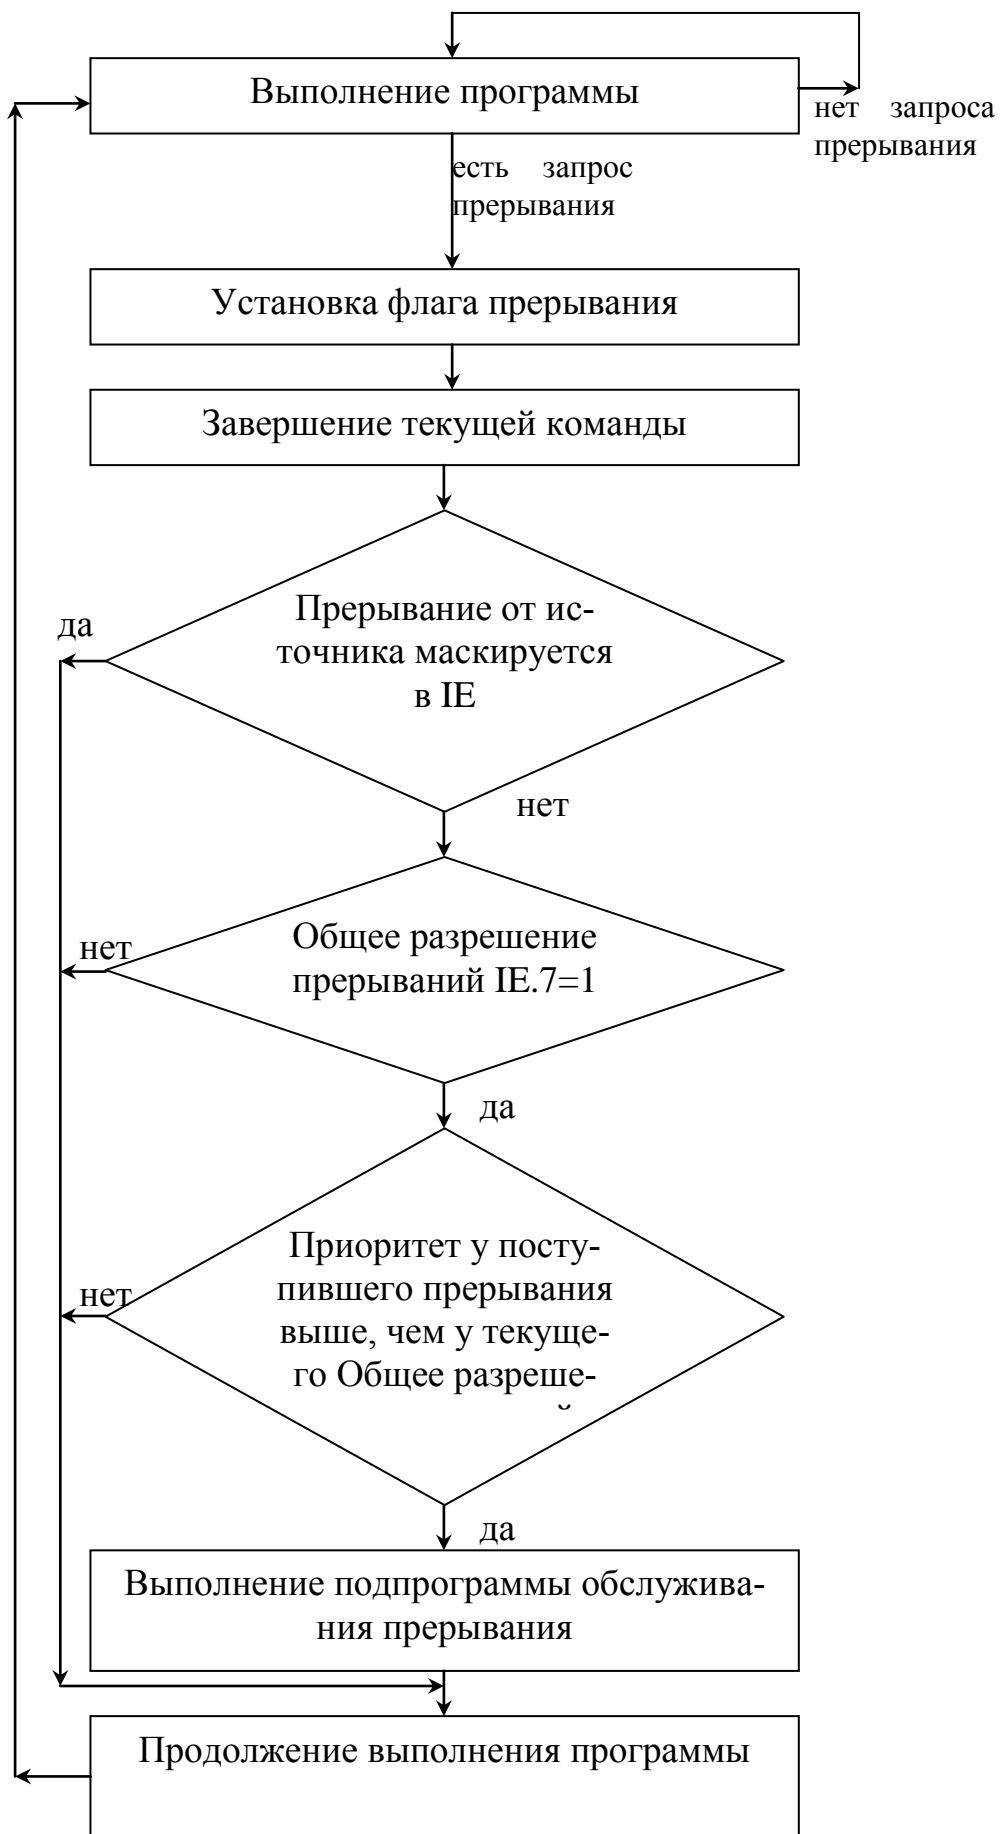 Выполнение программы
нет запроса
прерывания
есть запрос
прерывания
Установка флага прерывания
Завершение текущей команды
Прерывание от ис-
точника маскируется
в IE
да
нет
Общее разрешение
прерываний IE.7=1
нет
да
Приоритет у посту-
пившего прерывания
выше, чем у текуще-
го Общее разреше-
нет
да
Выполнение подпрограммы обслужива-
ния прерывания
Продолжение выполнения программы